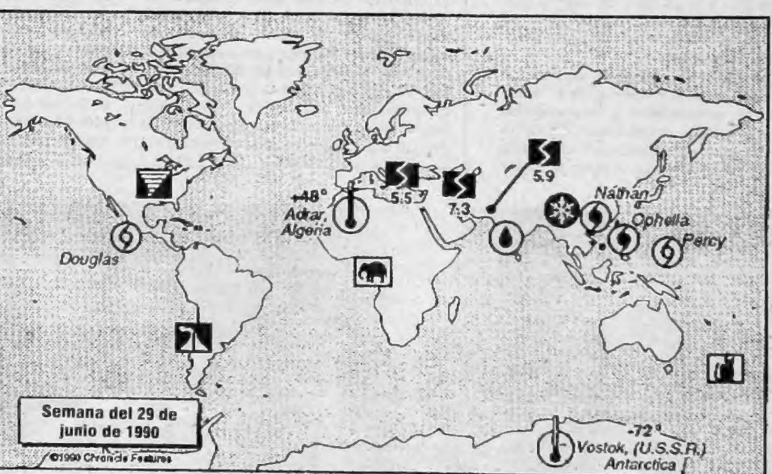 +48°
Adrar,
Algeria
5.5
7.3
5.9
Nathan
Ophelia
Percy
Douglas
Semana del 29 de
junio de 1990
©1990 Chronicle Features
-72°
Vostok, (U.S.S.R.)
Antarctica